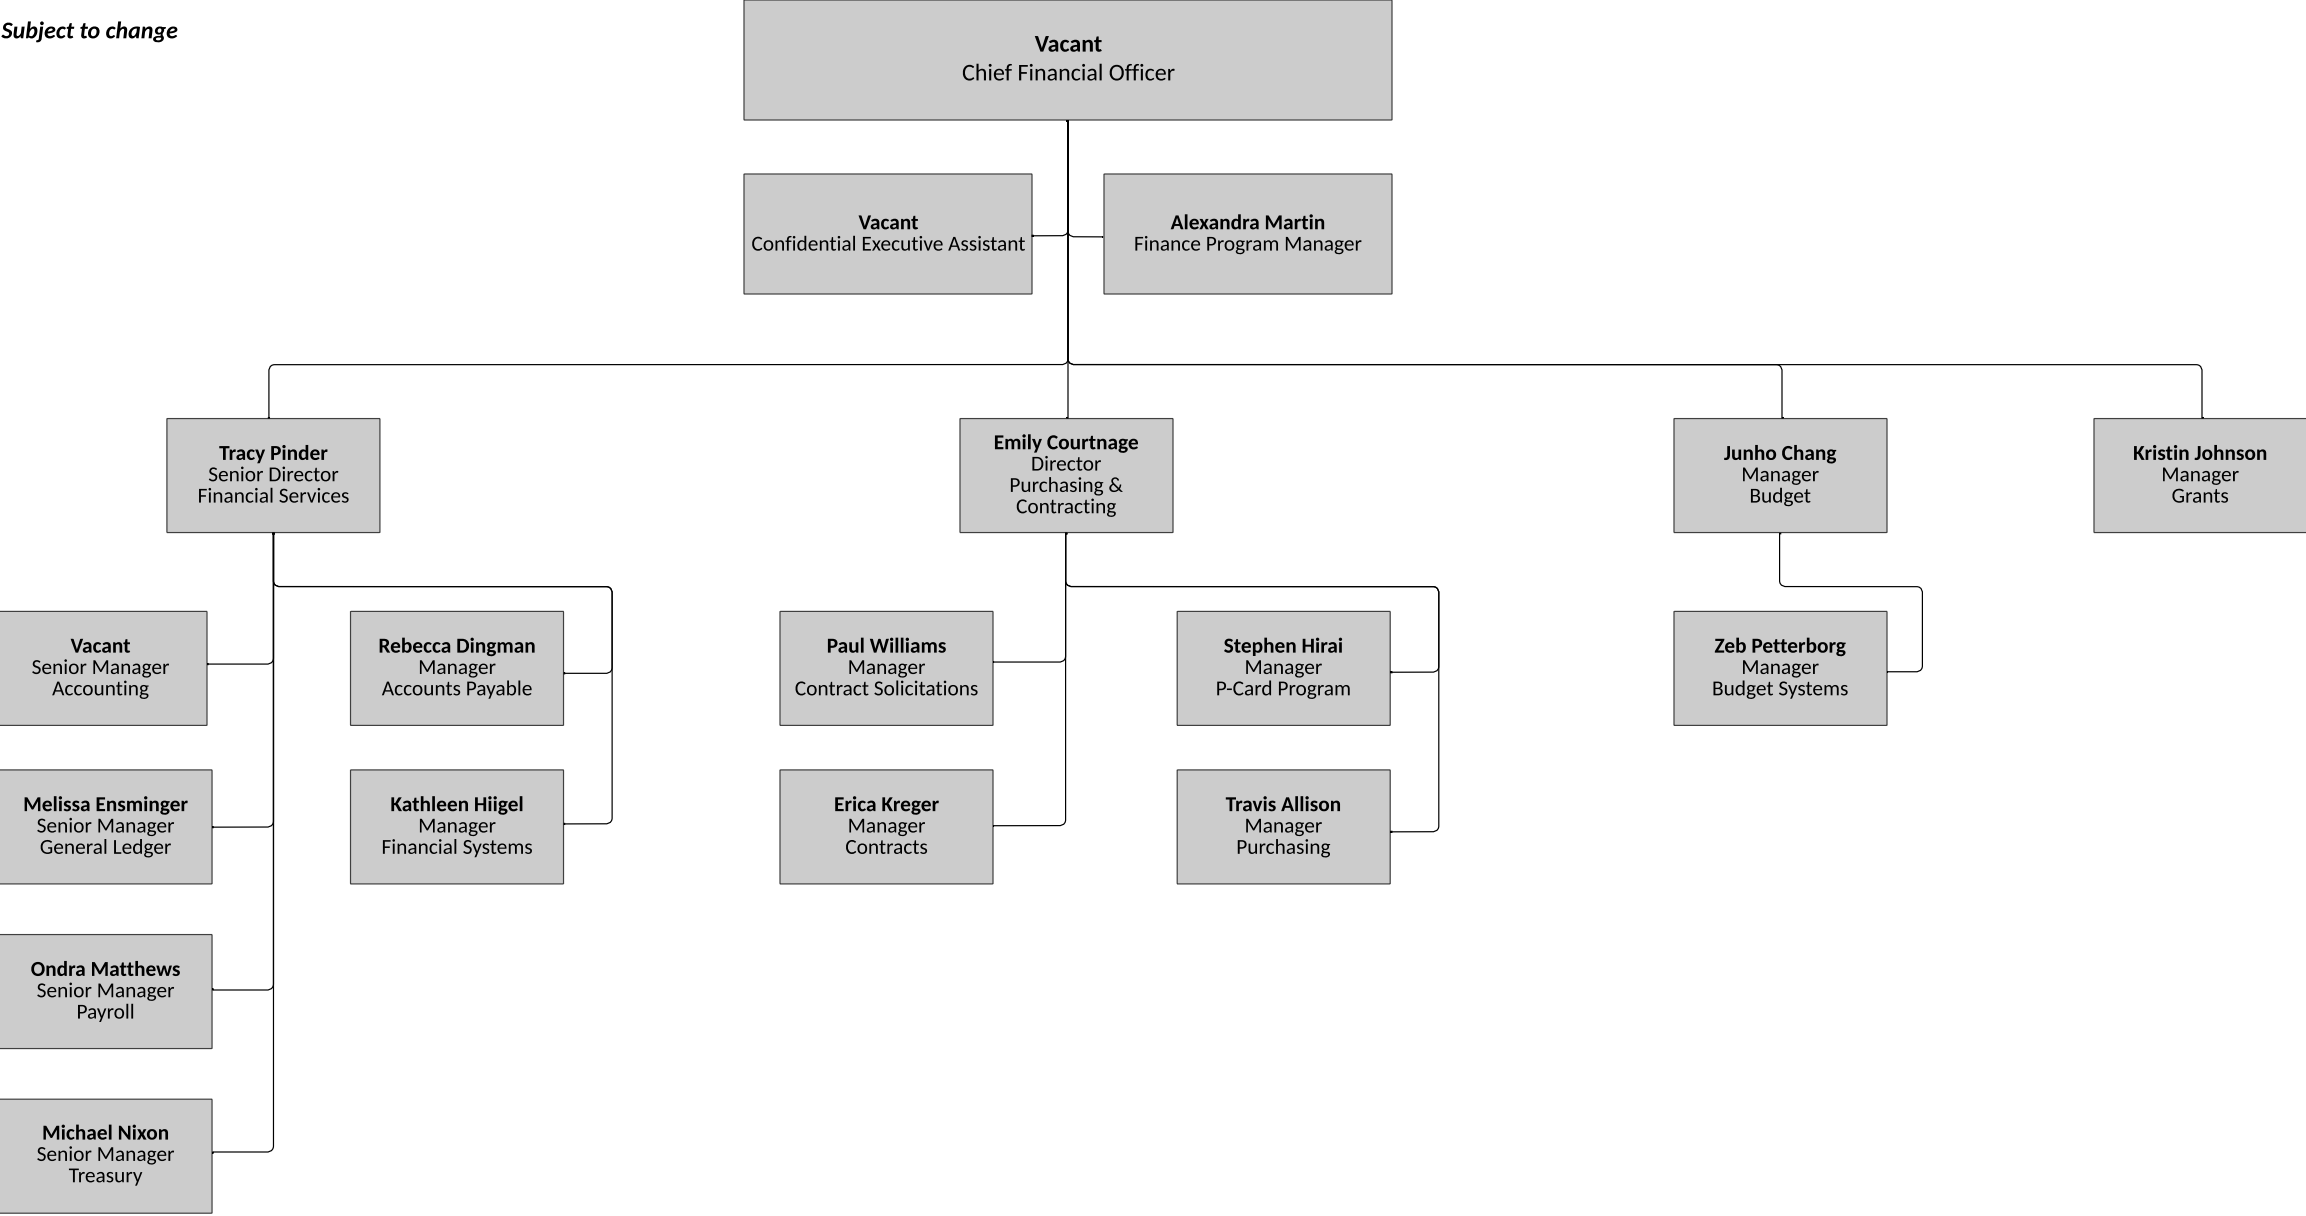 Subject to change
Vacant
Chief Financial Officer
Vacant
Confidential Executive Assistant
Alexandra Martin
Finance Program Manager
Tracy Pinder
Senior Director
Financial Services
Emily Courtnage
Director
Purchasing &
Contracting
Junho Chang
Manager
Budget
Kristin Johnson
Manager
Grants
Vacant
Senior Manager
Accounting
Rebecca Dingman
Manager
Accounts Payable
Paul Williams
Manager
Contract Solicitations
Stephen Hirai
Manager
P-Card Program
Zeb Petterborg
Manager
Budget Systems
Melissa Ensminger
Senior Manager
General Ledger
Kathleen Hiigel
Manager
Financial Systems
Erica Kreger
Manager
Contracts
Travis Allison
Manager
Purchasing
Ondra Matthews
Senior Manager
Payroll
Michael Nixon
Senior Manager
Treasury